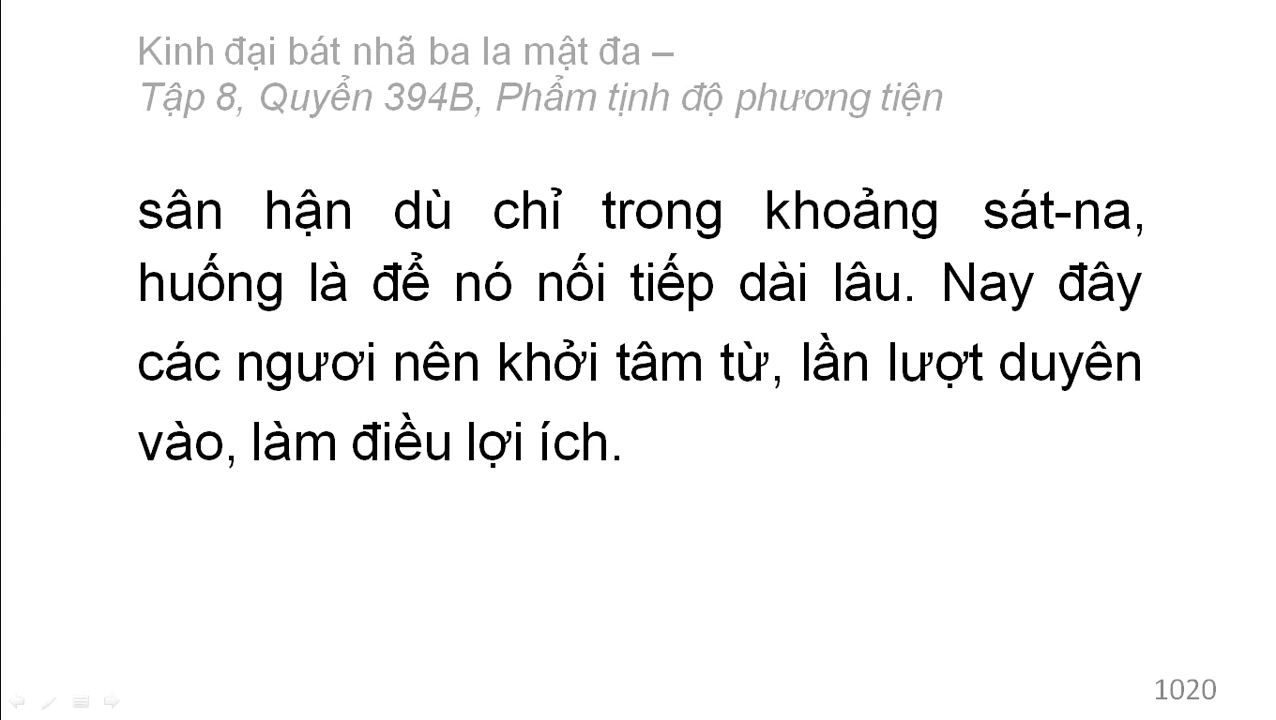 Kinh đại bát nhã ba la mật đa –
Tập 8, Quyển 394B, Phẩm tịnh độ phương tiện
sân hận dù chỉ trong khoảng sát-na,
huống là để nó nối tiếp dài lâu. Nay đây
các ngươi nên khởi tâm từ, lần lượt duyên
vào, làm điều lợi ích.
1020